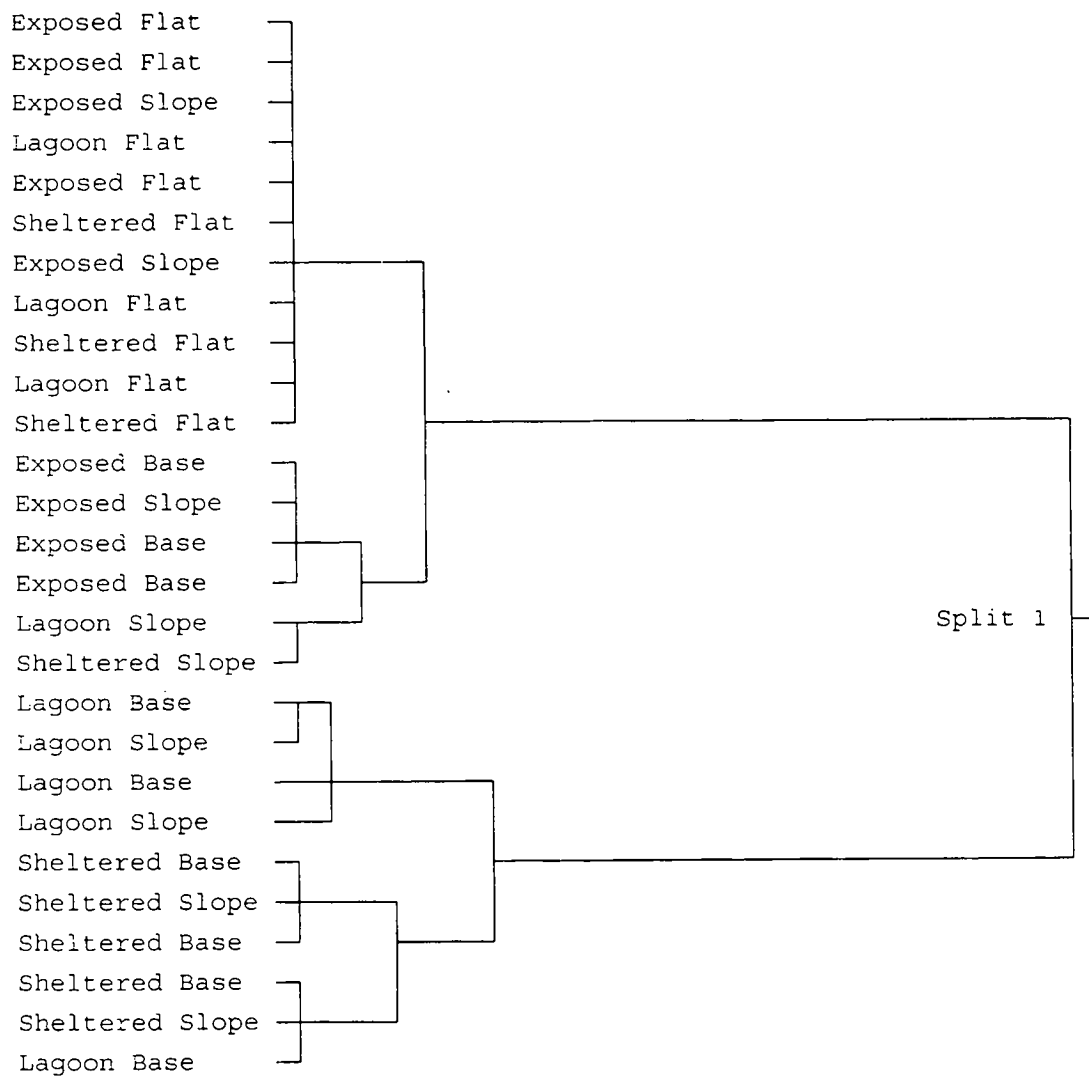 Exposed Flat
Exposed Flat
Exposed Slope
Lagoon Flat
Exposed Flat
Sheltered Flat
Exposed Slope
Lagoon Flat
Sheltered Flat
Lagoon Flat
Sheltered Flat
Exposed Base
Exposed Slope
Exposed Base
Exposed Base
Lagoon Slope
Split 1
Sheltered Slope
Lagoon Base
Lagoon Slope
Lagoon Base
Lagoon Slope
Sheltered Base
Sheltered Slope
Sheltered Base
Sheltered Base
Sheltered Slope
Lagoon Base